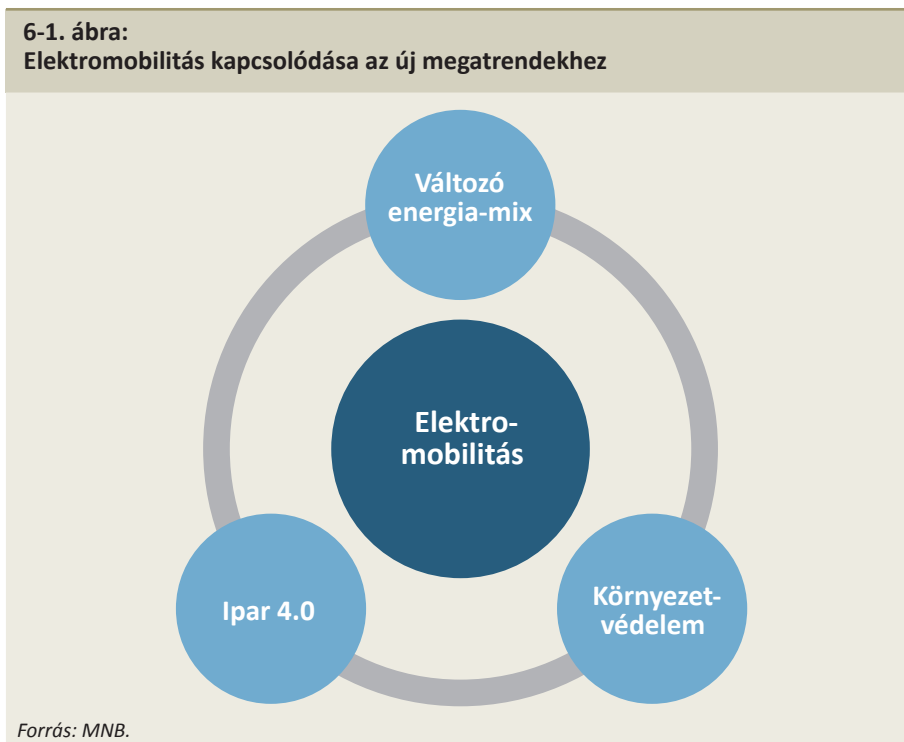 6-1. ábra:
Elektromobilitás kapcsolódása az új megatrendekhez
Változó
energia-mix
Elektro-
mobilitás
Ipar 4.0
Környezet-
védelem
Forrás: MNB.